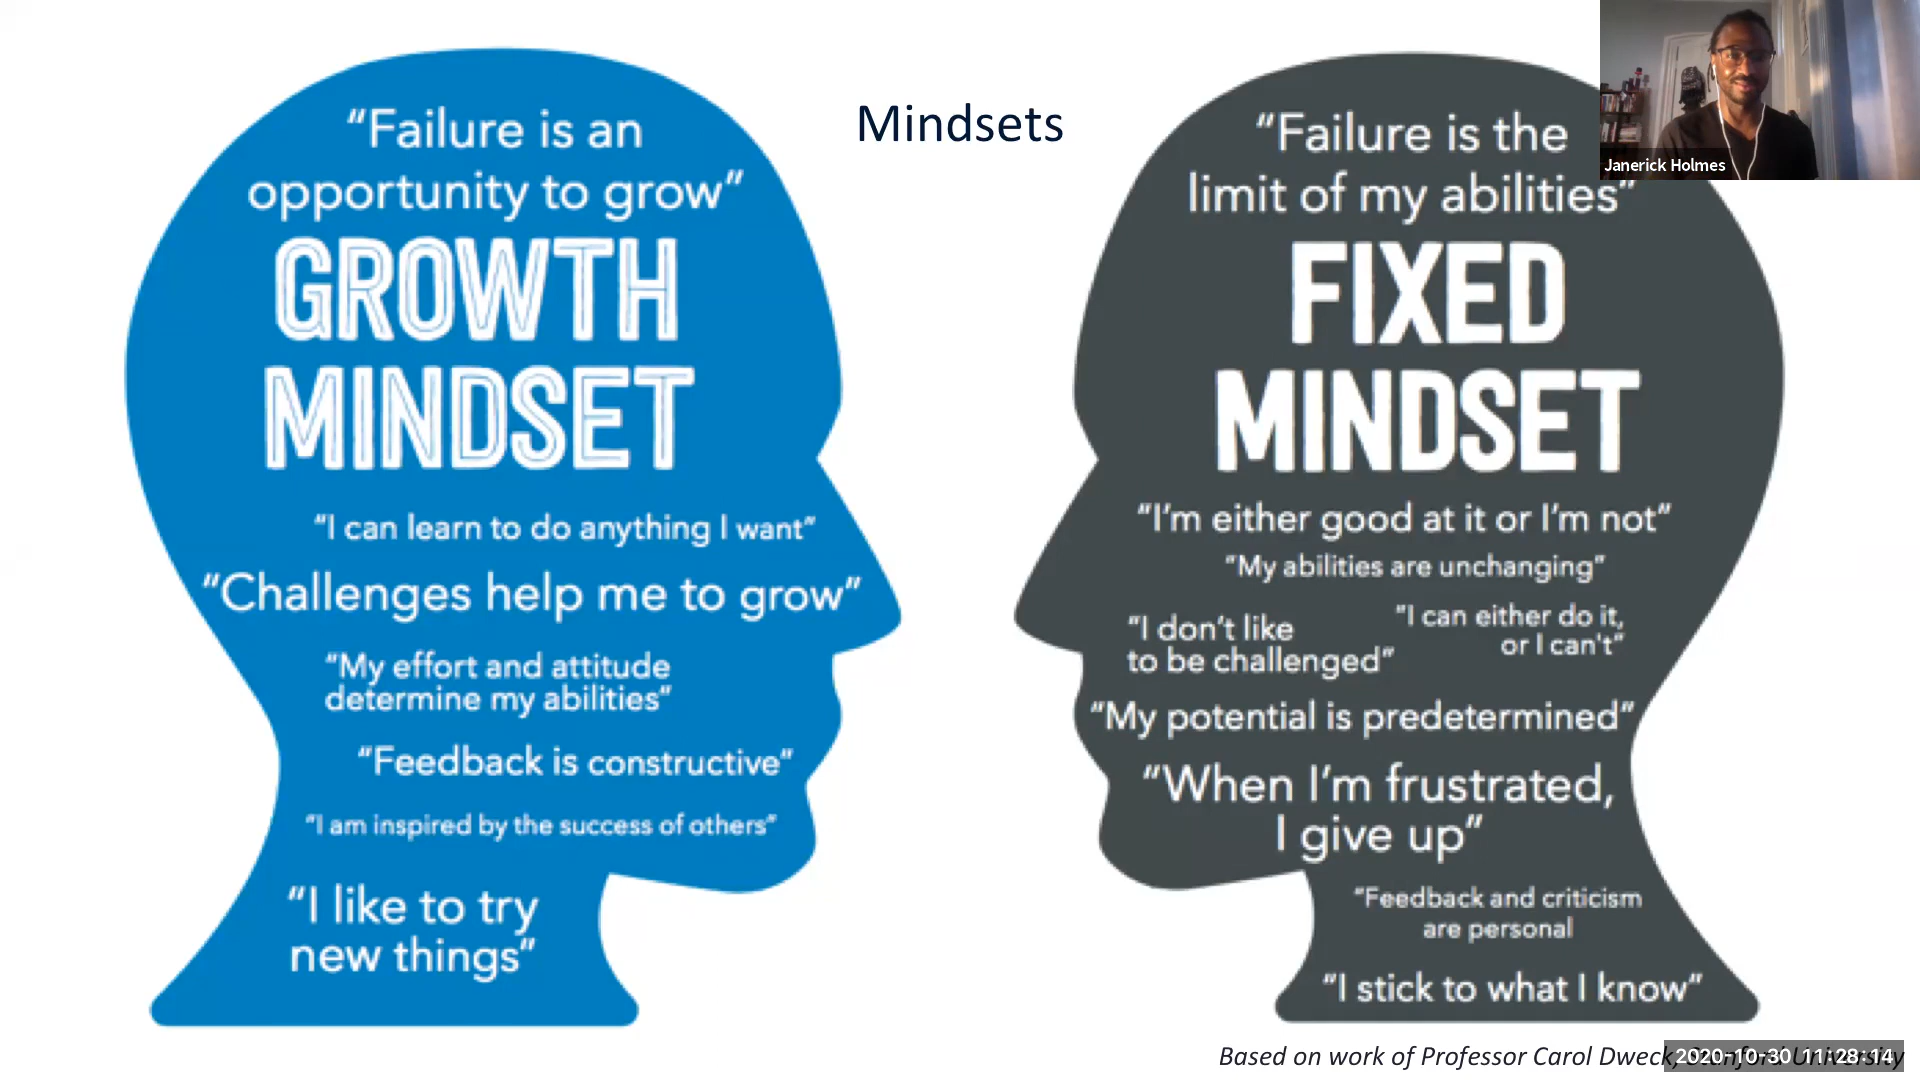 Mindsets
“Failure is an
opportunity to grow”
GROWTH
MINDSET
“I can learn to do anything I want”
“Challenges help me to grow”
“My effort and attitude
determine my abilities”
“Feedback is constructive”
“I am inspired by the success of others”
“I like to try
new things”
“Failure is the
limit of my abilities”
FIXED
MINDSET
“I’m either good at it or I’m not”
“My abilities are unchanging”
“I don’t like
to be challenged”
“I can either do it,
or I can't”
“My potential is predetermined”
“When I’m frustrated,
I give up”
“Feedback and criticism
are personal
“I stick to what I know”
Janerick Holmes
Based on work of Professor Carol Dweck, Stanford University
2020-10-30 11:28:14